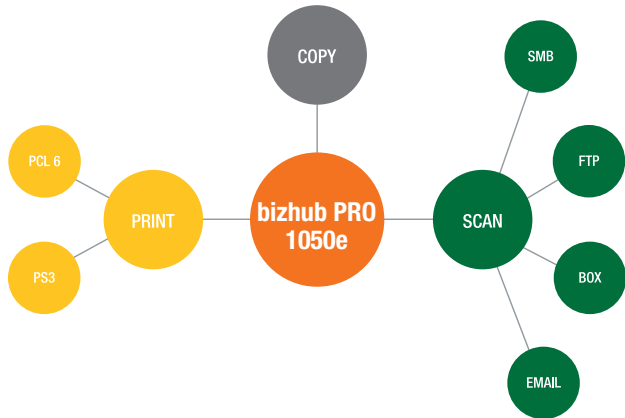 COPY
SMB
PCL 6
FTP
PRINT
bizhub PRO
1050e
SCAN
PS3
BOX
EMAIL